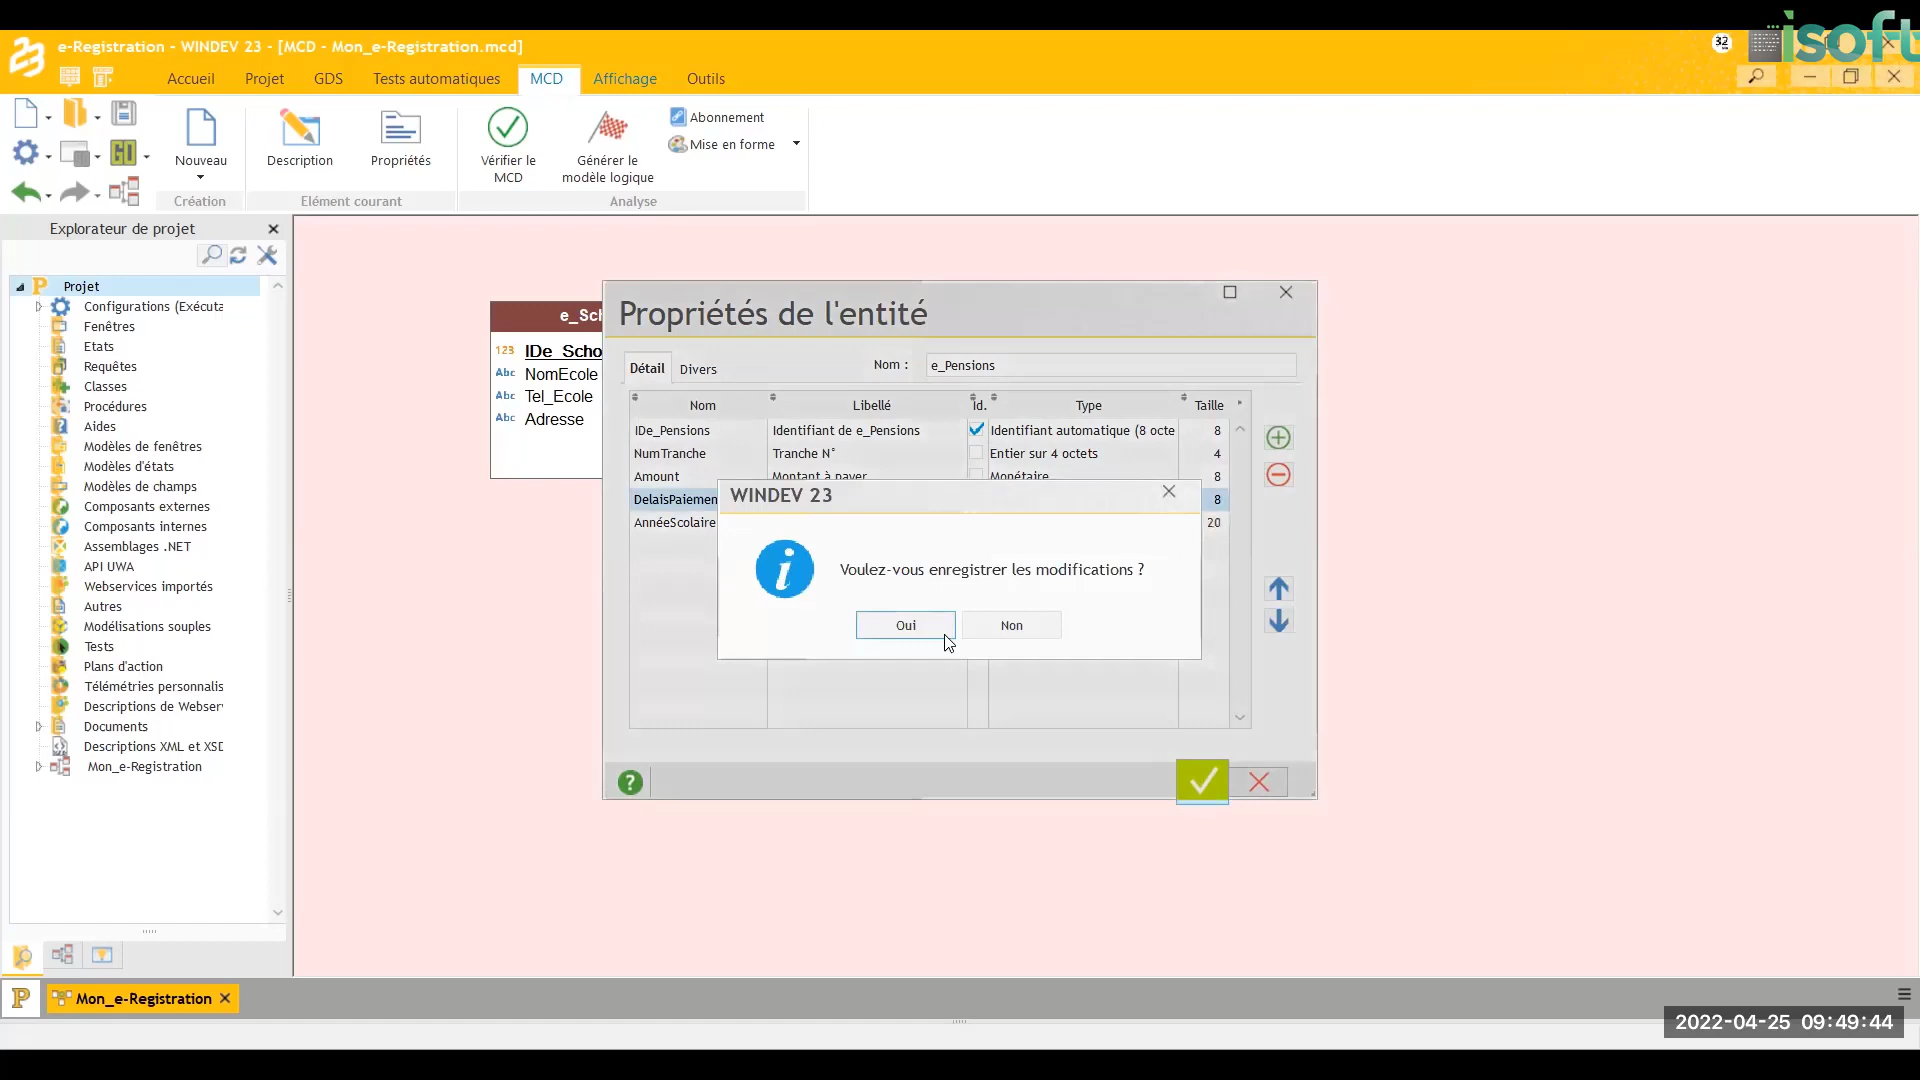 isoft
e-Registration - WINDEV 23 - [MCD - Mon_e-Registration.mcd]
32
Accueil
Projet
GDS
Tests automatiques
MCD
Affichage
Outils
Nouveau
Création
Description
Propriétés
Elément courant
Vérifier le
MCD
Générer le
modèle logique
Abonnement
Mise en forme
Analyse
GO
Explorateur de projet
Projet
Configurations (Exécuta
Fenêtres
Etats
Requêtes
Classes
Procédures
Aides
Modèles de fenêtres
Modèles d'états
Modèles de champs
Composants externes
Composants internes
Assemblages .NET
API UWA
Webservices importés
Autres
Modélisations souples
Tests
Plans d'action
Télémétries personnalis
Descriptions de Webser
Documents
Descriptions XML et XSD
Mon_e-Registration
e_Sch
123 IDe_Scho
Abc NomEcole
Abc Tel_Ecole
Abc Adresse
Propriétés de l'entité
Détail
Divers
Nom :
e_Pensions
Nom
Libellé
Id.
Type
Taille
IDe_Pensions Identifiant de e_Pensions Identifiant automatique (8 octe 8
NumTranche Tranche N° Entier sur 4 octets 4
Amount Montant à payer Monétaire 8
DelaisPaiemen 8
AnnéeScolaire 20
WINDEV 23
Voulez-vous enregistrer les modifications ?
Oui
Non
Mon_e-Registration
2022-04-25 09:49:44